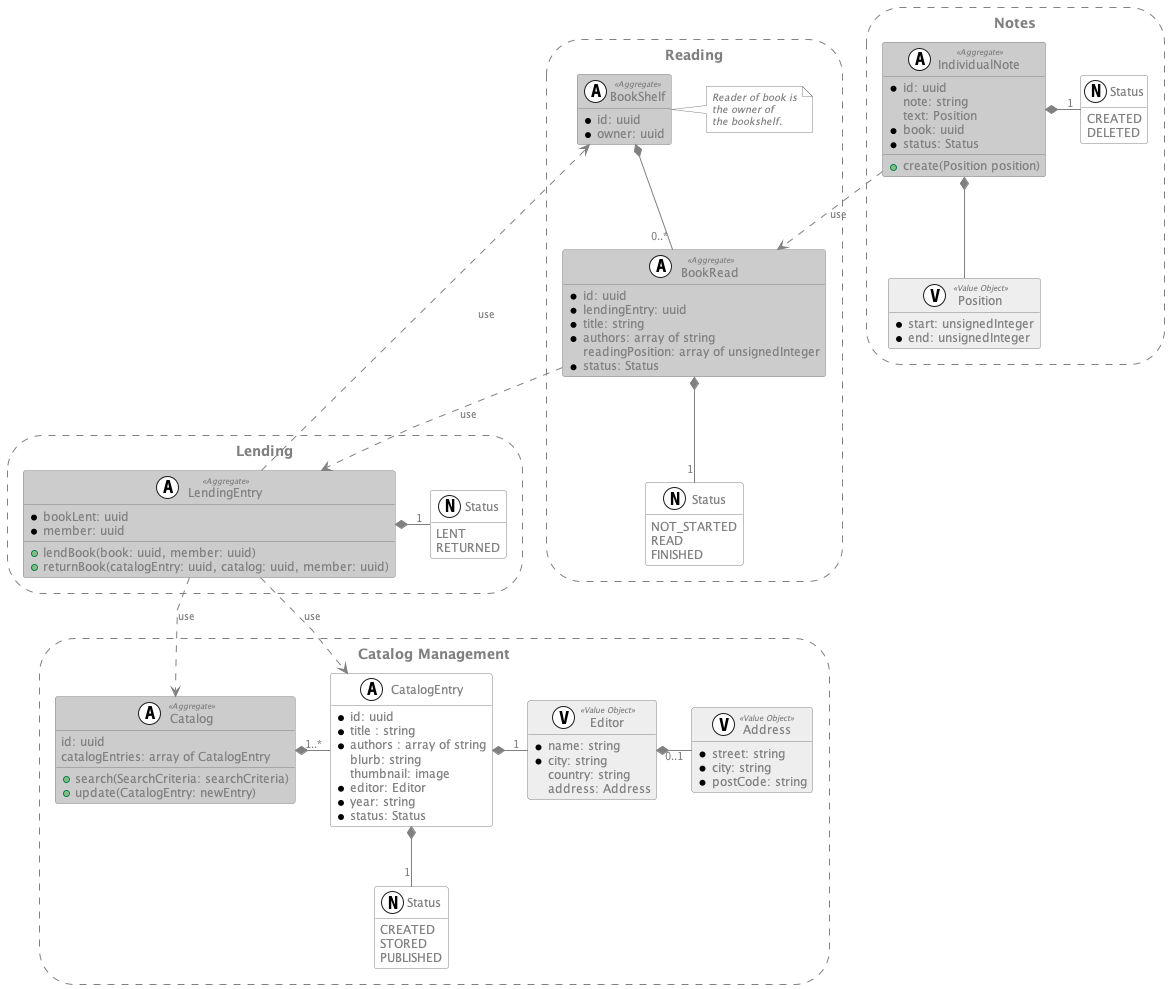 Notes
A
«Aggregate»
IndividualNote
id: uuid
note: string
text: Position
book: uuid
status: Status
create(Position position)
1
N Status
CREATED
DELETED
V
«Value Object»
Position
start: unsignedInteger
end: unsignedInteger
use
Reading
A
«Aggregate»
BookShelf
id: uuid
owner: uuid
Reader of book is
the owner of
the bookshelf.
0..*
A
«Aggregate»
BookRead
id: uuid
lendingEntry: uuid
title: string
authors: array of string
readingPosition: array of unsignedInteger
status: Status
1
N Status
NOT_STARTED
READ
FINISHED
use
use
Lending
A
«Aggregate»
LendingEntry
bookLent: uuid
member: uuid
lendBook(book: uuid, member: uuid)
returnBook(catalogEntry: uuid, catalog: uuid, member: uuid)
1
N Status
LENT
RETURNED
use
use
Catalog Management
A
«Aggregate»
Catalog
id: uuid
catalogEntries: array of CatalogEntry
search(SearchCriteria: searchCriteria)
update(CatalogEntry: newEntry)
1..*
A CatalogEntry
id: uuid
title : string
authors : array of string
blurb: string
thumbnail: image
editor: Editor
year: string
status: Status
1
V
«Value Object»
Editor
name: string
city: string
country: string
address: Address
0..1
V
«Value Object»
Address
street: string
city: string
postCode: string
1
N Status
CREATED
STORED
PUBLISHED